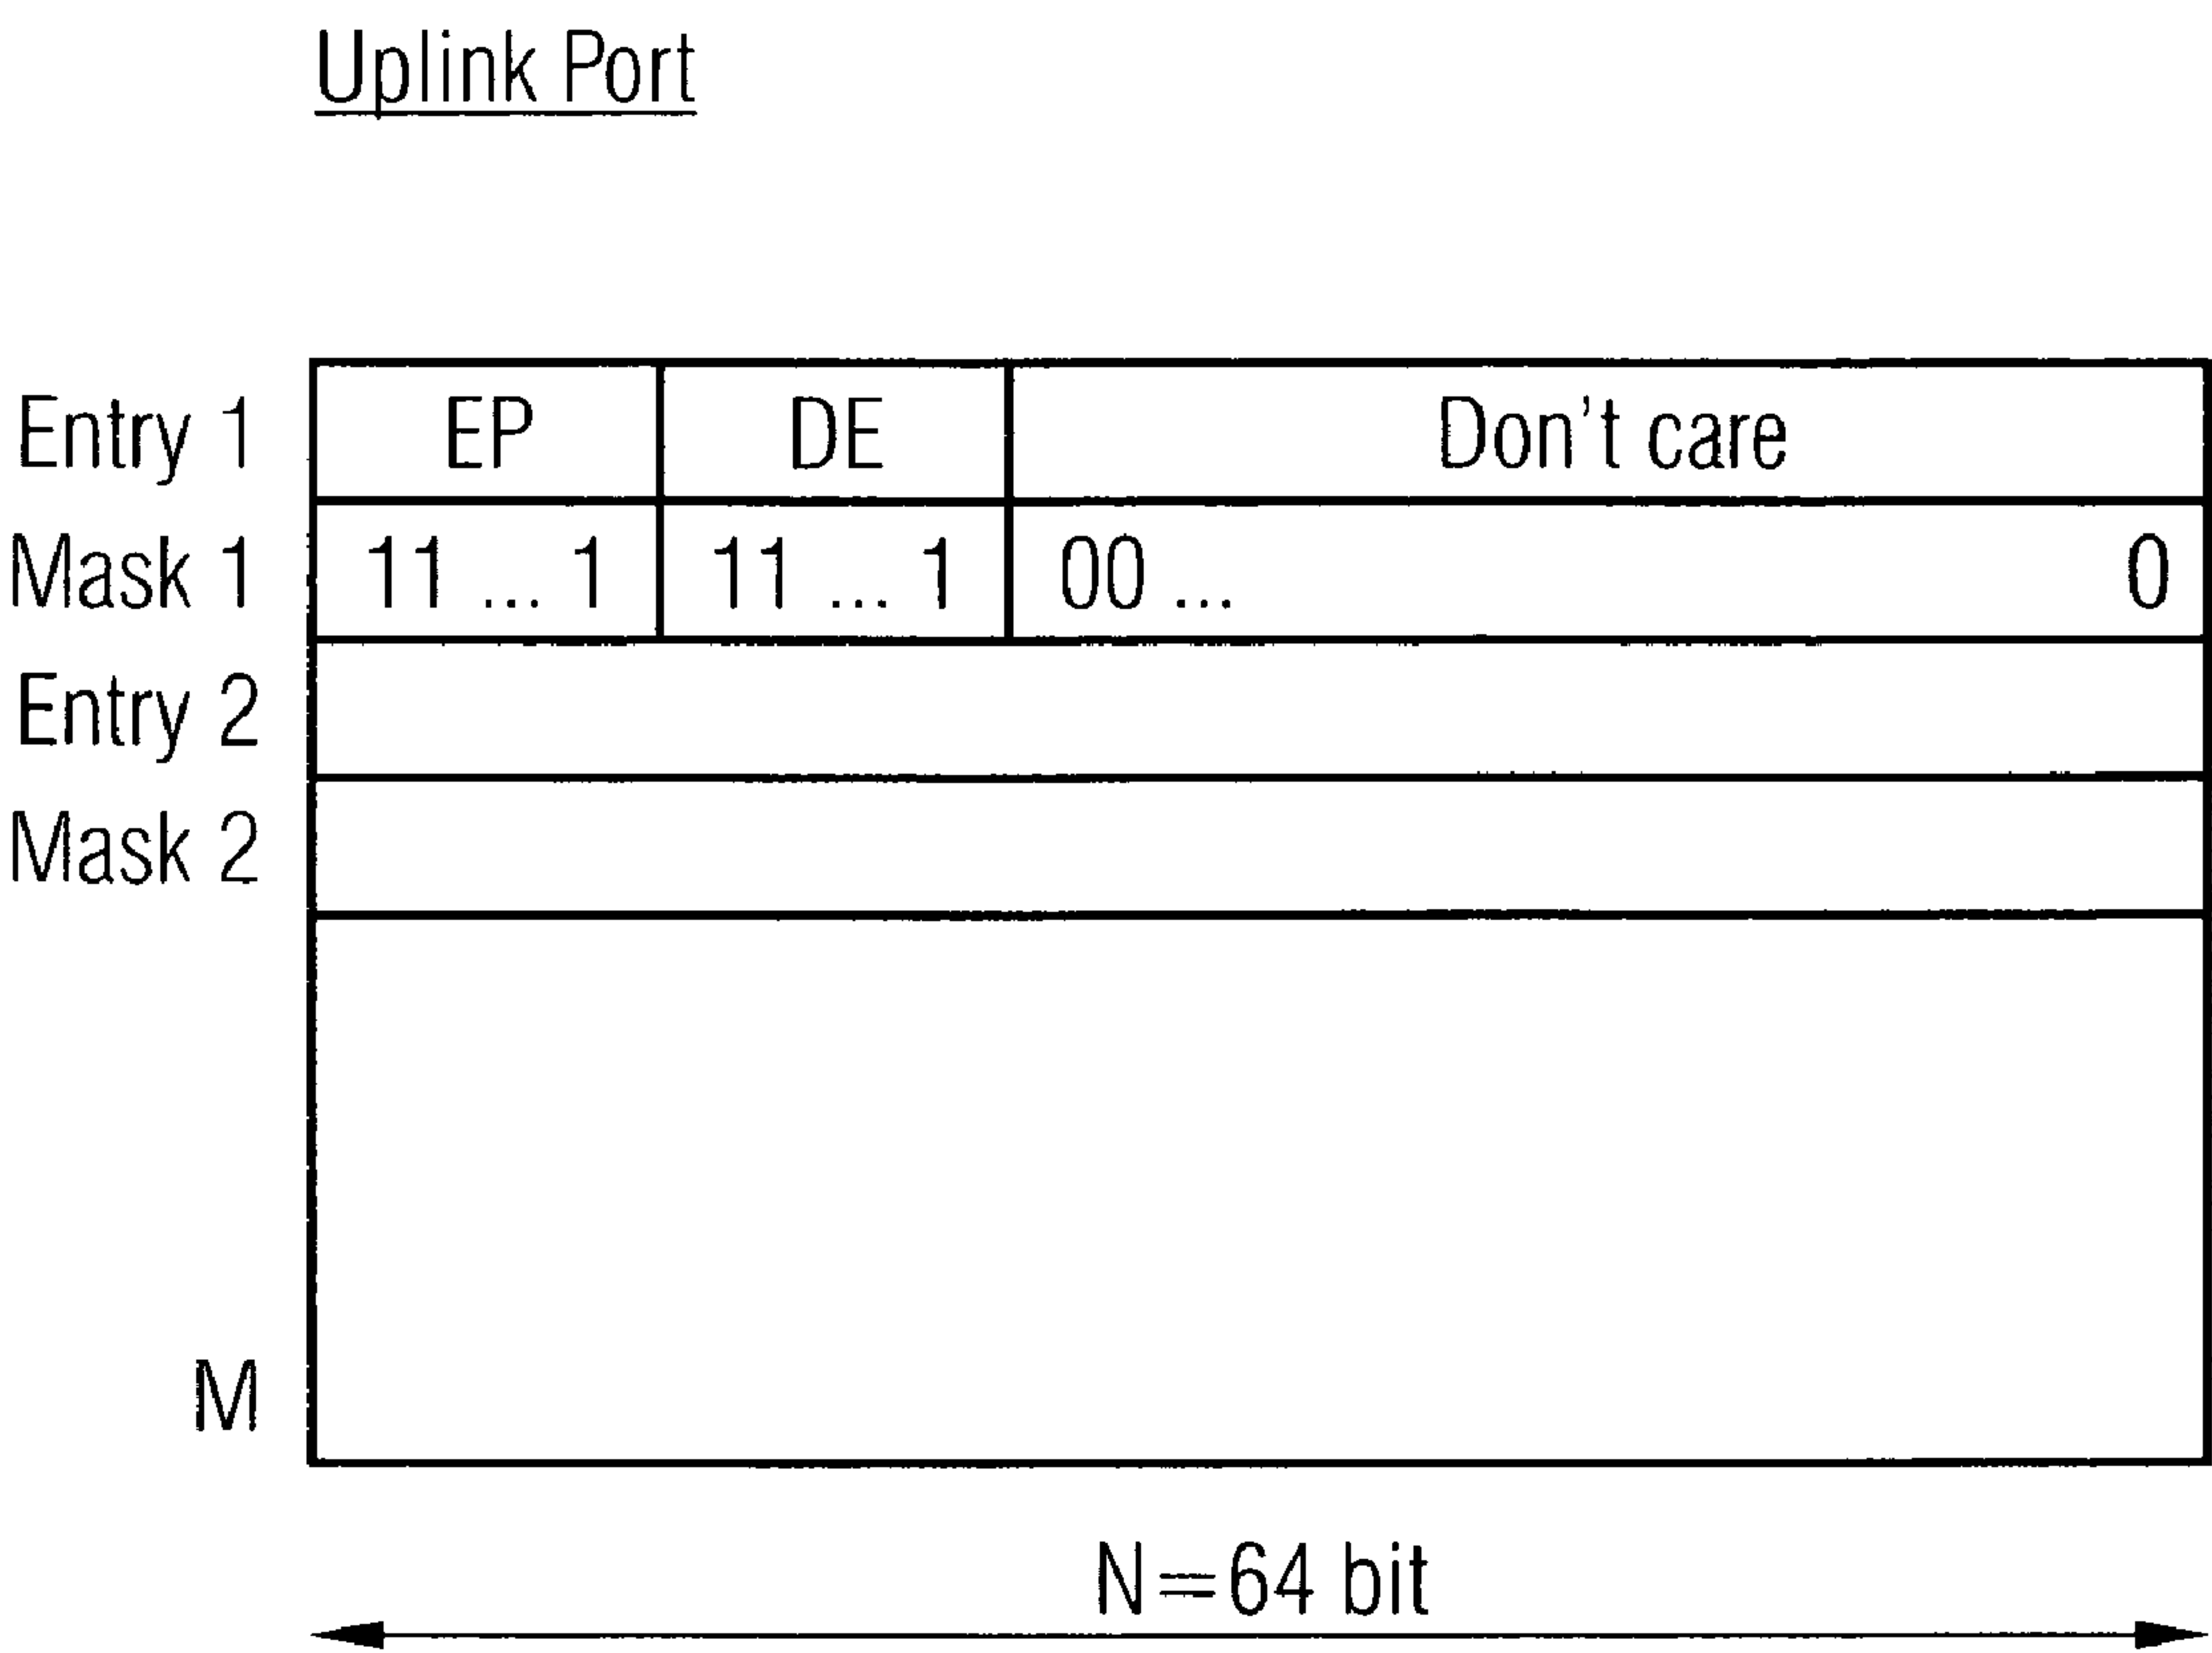 Uplink Port
Entry 1 EP DE Don't care
Mask 1 11 ... 1 11 ... 1 00 ... 0
Entry 2
Mask 2
M
N=64 bit